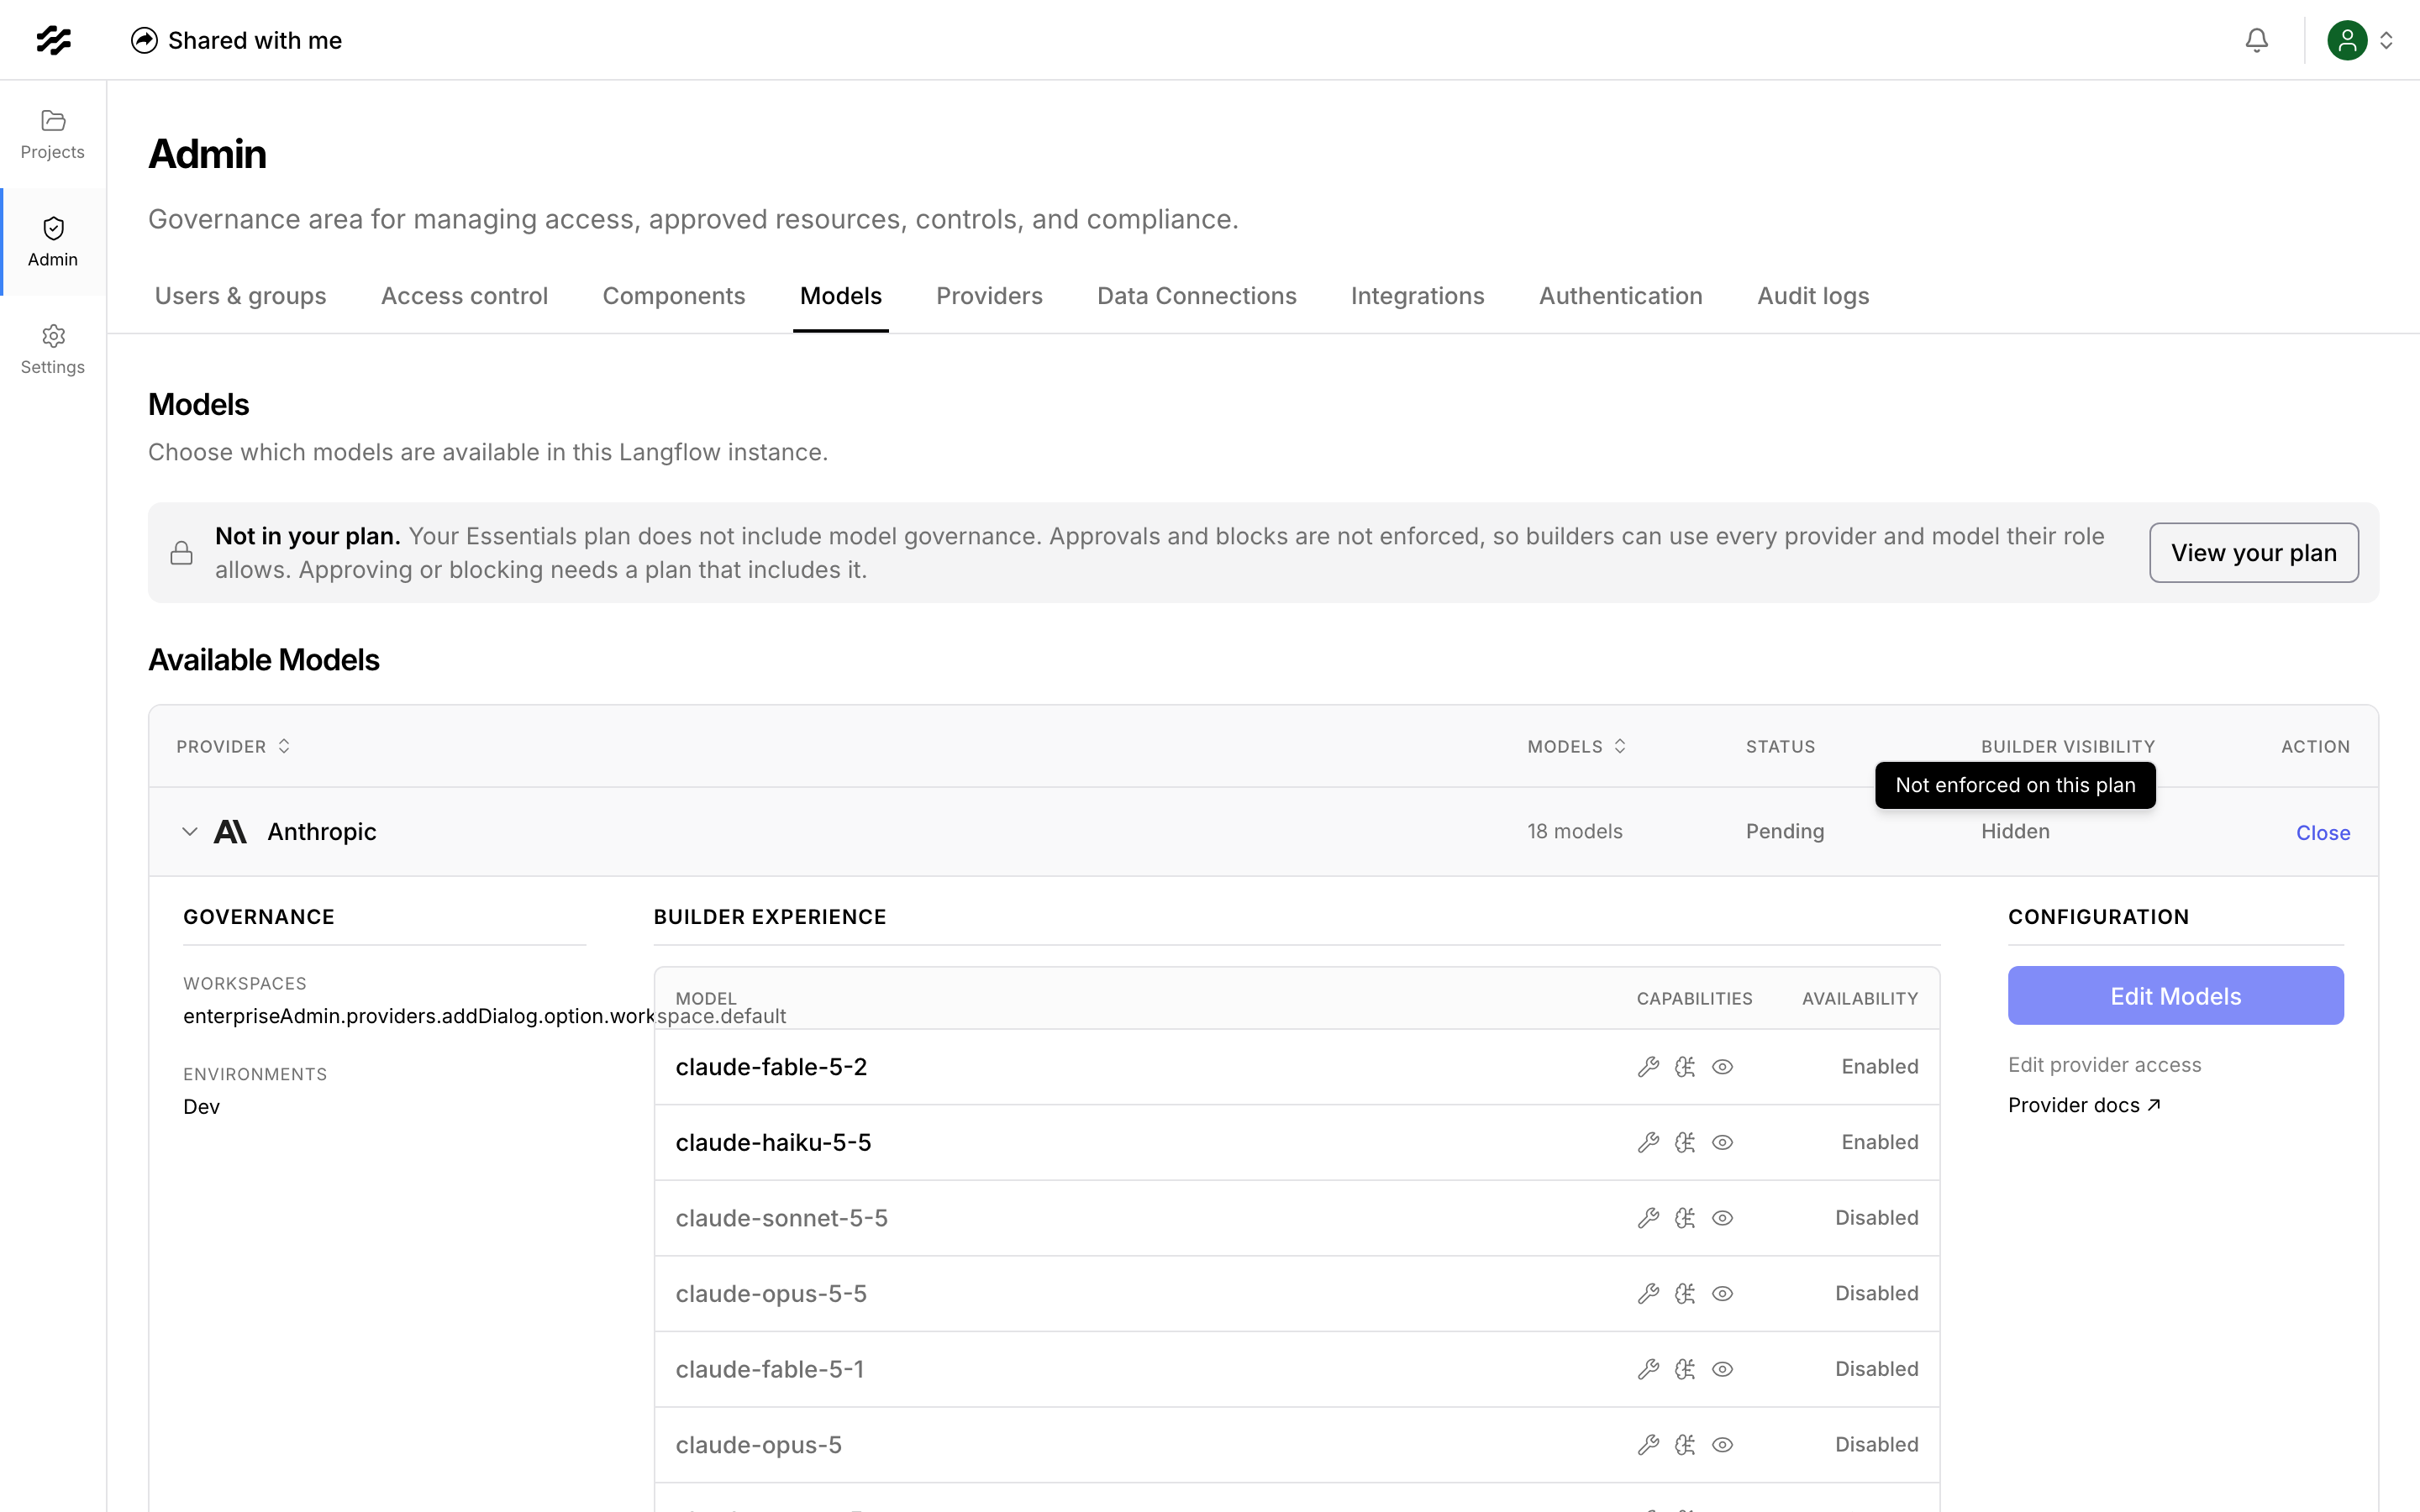 Shared with me
Projects
Admin
Settings
Admin
Governance area for managing access, approved resources, controls, and compliance.
Users & groups
Access control
Components
Models
Providers
Data Connections
Integrations
Authentication
Audit logs
Models
Choose which models are available in this Langflow instance.
Not in your plan. Your Essentials plan does not include model governance. Approvals and blocks are not enforced, so builders can use every provider and model their role
allows. Approving or blocking needs a plan that includes it.
View your plan
Available Models
PROVIDER
MODELS
STATUS
BUILDER VISIBILITY
ACTION
Not enforced on this plan
Anthropic
18 models
Pending
Hidden
Close
GOVERNANCE
WORKSPACES
enterpriseAdmin.providers.addDialog.option.workspace.default
ENVIRONMENTS
Dev
BUILDER EXPERIENCE
MODEL
CAPABILITIES
AVAILABILITY
claude-fable-5-2
Enabled
claude-haiku-5-5
Enabled
claude-sonnet-5-5
Disabled
claude-opus-5-5
Disabled
claude-fable-5-1
Disabled
claude-opus-5
Disabled
CONFIGURATION
Edit Models
Edit provider access
Provider docs ↗